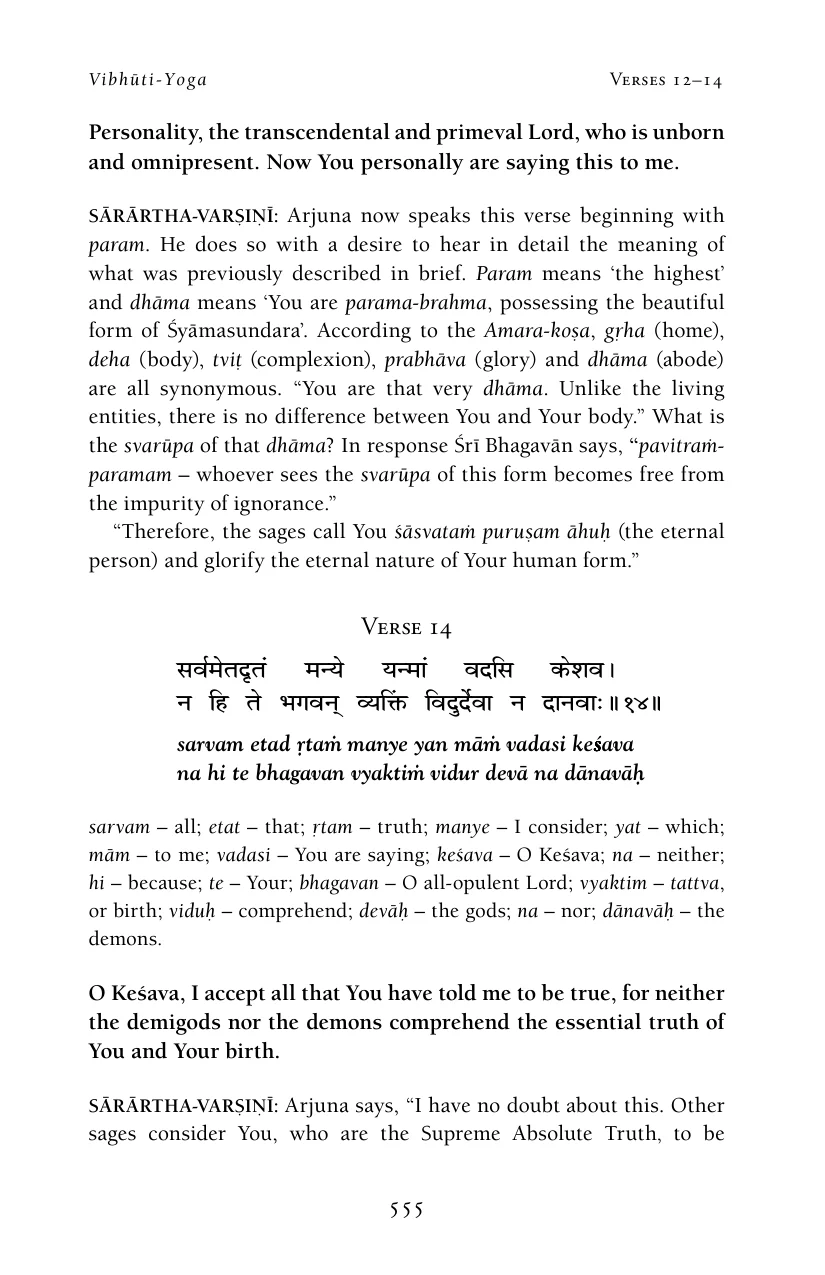 Vibhūti-Yoga Verses 12–14
Personality, the transcendental and primeval Lord, who is unborn
and omnipresent. Now You personally are saying this to me.
SĀRĀRTHA-VARṢIṆĪ: Arjuna now speaks this verse beginning with
param. He does so with a desire to hear in detail the meaning of
what was previously described in brief. Param means ‘the highest’
and dhāma means ‘You are parama-brahma, possessing the beautiful
form of Śyāmasundara’. According to the Amara-koṣa, gṛha (home),
deha (body), tviṭ (complexion), prabhāva (glory) and dhāma (abode)
are all synonymous. “You are that very dhāma. Unlike the living
entities, there is no difference between You and Your body.” What is
the svarūpa of that dhāma? In response Śrī Bhagavān says, “pavitraṁ-
paramam – whoever sees the svarūpa of this form becomes free from
the impurity of ignorance.”
“Therefore, the sages call You śāsvataṁ puruṣam āhuḥ (the eternal
person) and glorify the eternal nature of Your human form.”
Verse 14
सर्वमेतदृतं मन्ये यन्मां वदसि केशव।
न हि ते भगवन् व्यक्तिं विदुर्देवा न दानवाः॥१४॥
sarvam etad ṛtaṁ manye yan māṁ vadasi keśava
na hi te bhagavan vyaktiṁ vidur devā na dānavāḥ
sarvam – all; etat – that; ṛtam – truth; manye – I consider; yat – which;
mām – to me; vadasi – You are saying; keśava – O Keśava; na – neither;
hi – because; te – Your; bhagavan – O all-opulent Lord; vyaktim – tattva,
or birth; viduḥ – comprehend; devāḥ – the gods; na – nor; dānavāḥ – the
demons.
O Keśava, I accept all that You have told me to be true, for neither
the demigods nor the demons comprehend the essential truth of
You and Your birth.
SĀRĀRTHA-VARṢIṆĪ: Arjuna says, “I have no doubt about this. Other
sages consider You, who are the Supreme Absolute Truth, to be
555